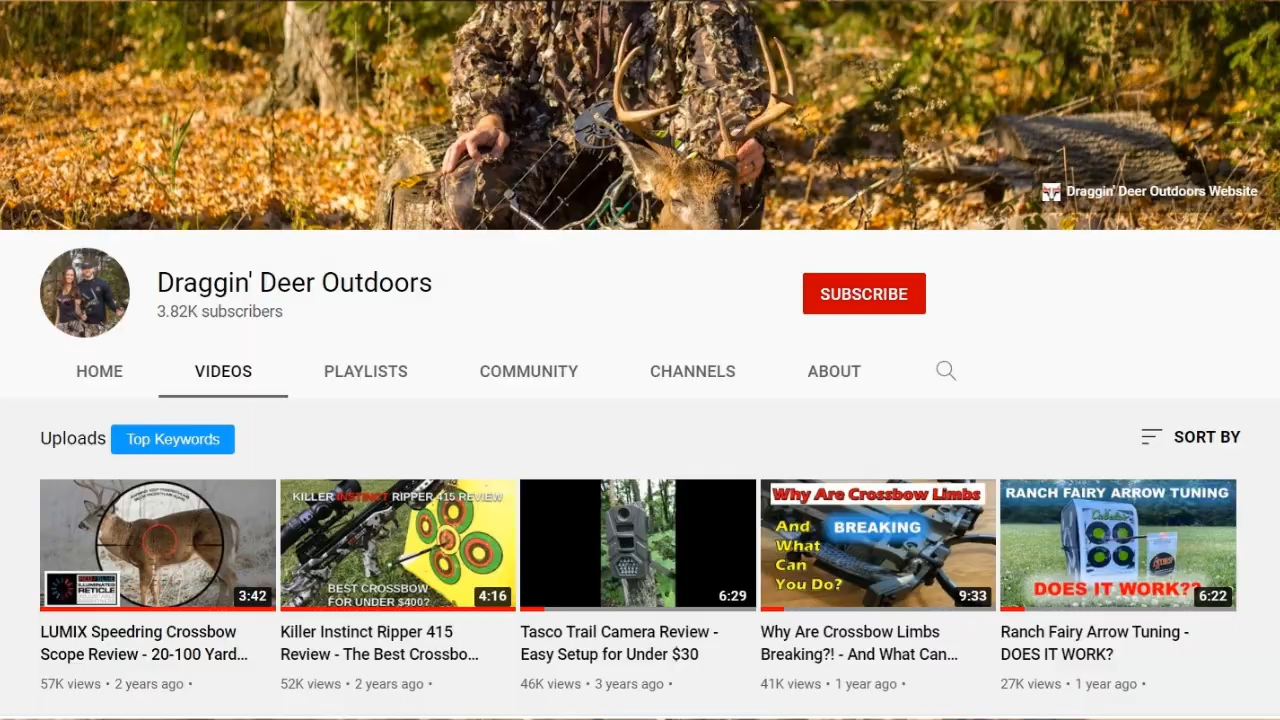 Draggin' Deer Outdoors Website
Draggin' Deer Outdoors
3.82K subscribers
SUBSCRIBE
HOME VIDEOS PLAYLISTS COMMUNITY CHANNELS ABOUT
Uploads Top Keywords
SORT BY
RED/BLUE
ILLUMINATED
RETICLE
3:42
KILLER INSTINCT RIPPER 415 REVIEW
BEST CROSSBOW
FOR UNDER $400?
4:16
6:29
Why Are Crossbow Limbs
BREAKING
And
What
Can
You Do?
9:33
RANCH FAIRY ARROW TUNING
DOES IT WORK??
6:22
LUMIX Speedring Crossbow
Scope Review - 20-100 Yard...
57K views • 2 years ago •
Killer Instinct Ripper 415
Review - The Best Crossbo...
52K views • 2 years ago •
Tasco Trail Camera Review -
Easy Setup for Under $30
46K views • 3 years ago •
Why Are Crossbow Limbs
Breaking?! - And What Can...
41K views • 1 year ago •
Ranch Fairy Arrow Tuning -
DOES IT WORK?
27K views • 1 year ago •